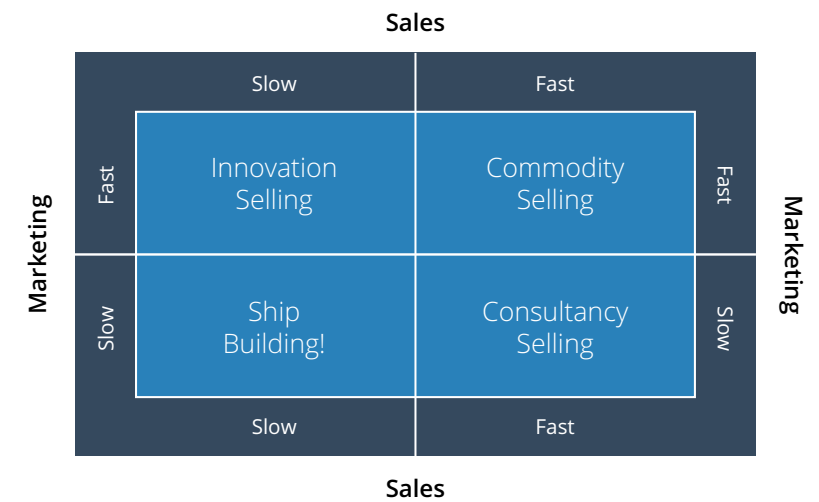 Sales
Slow
Fast
Marketing
Fast
Innovation
Selling
Commodity
Selling
Fast
Marketing
Slow
Ship
Building!
Consultancy
Selling
Slow
Slow
Fast
Sales